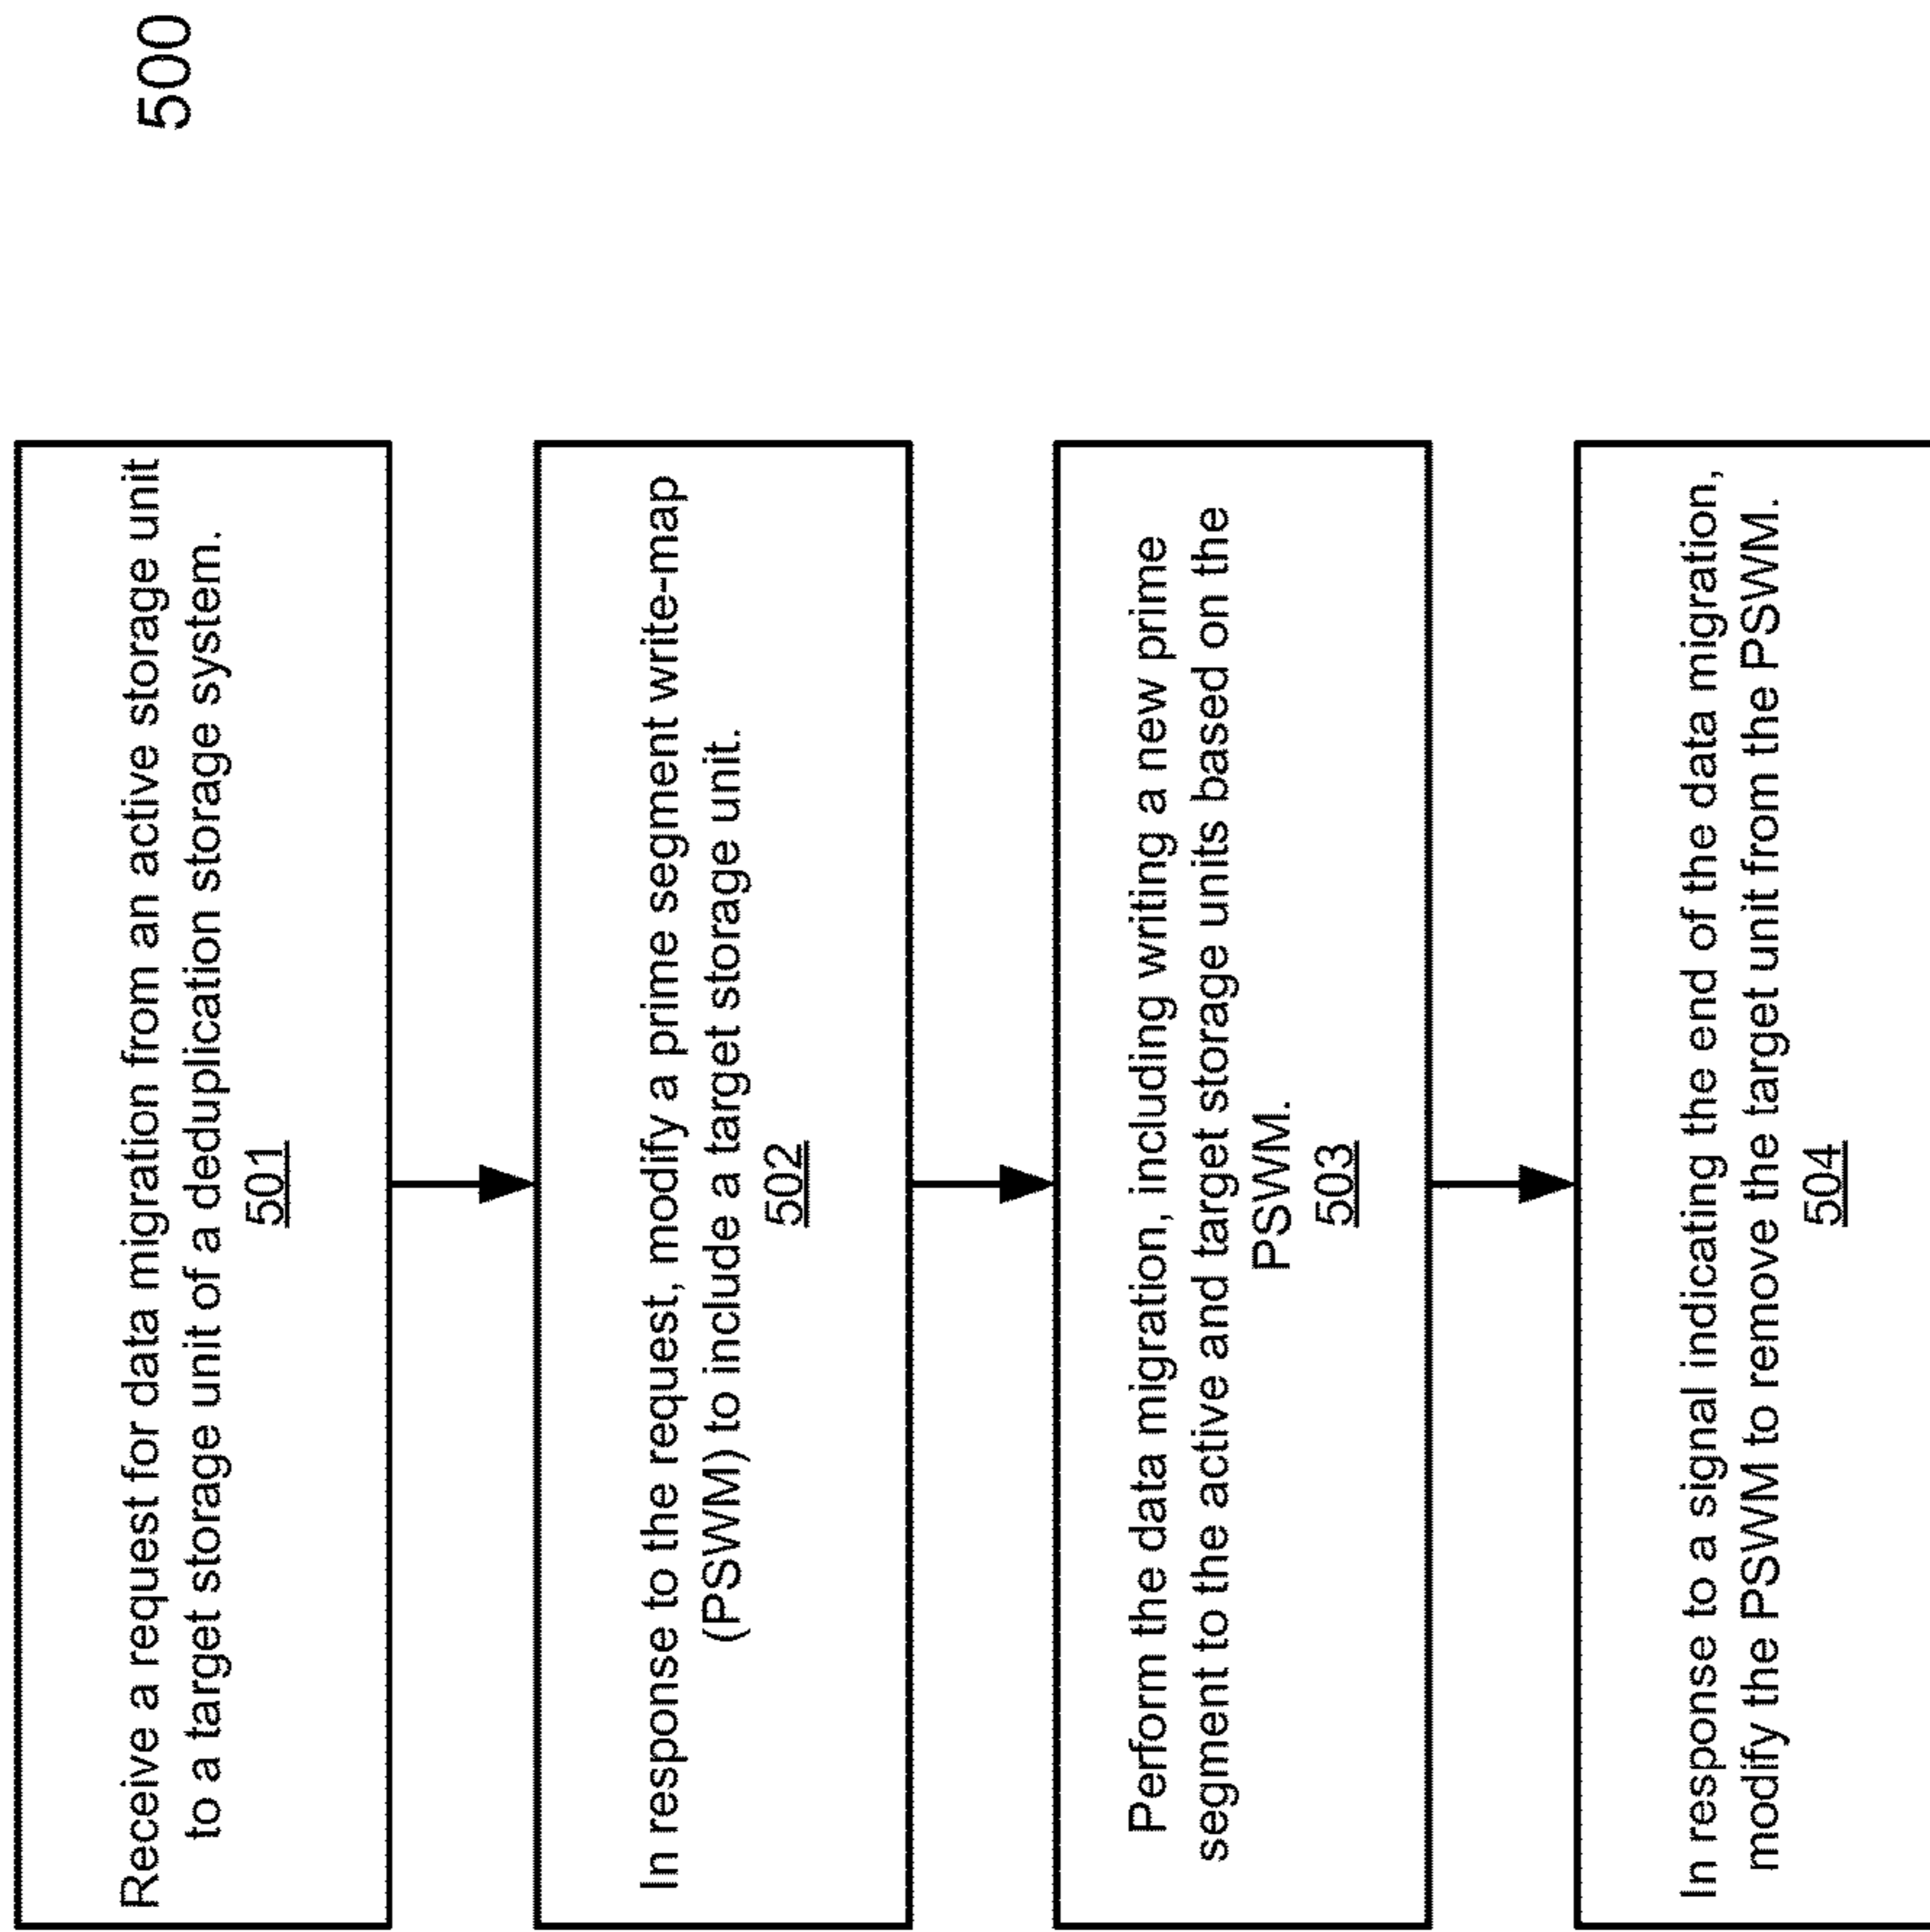 500
Receive a request for data migration from an active storage unit
to a target storage unit of a deduplication storage system.
501
In response to the request, modify a prime segment write-map
(PSWM) to include a target storage unit.
502
Perform the data migration, including writing a new prime
segment to the active and target storage units based on the
PSWM.
503
In response to a signal indicating the end of the data migration,
modify the PSWM to remove the target unit from the PSWM.
504